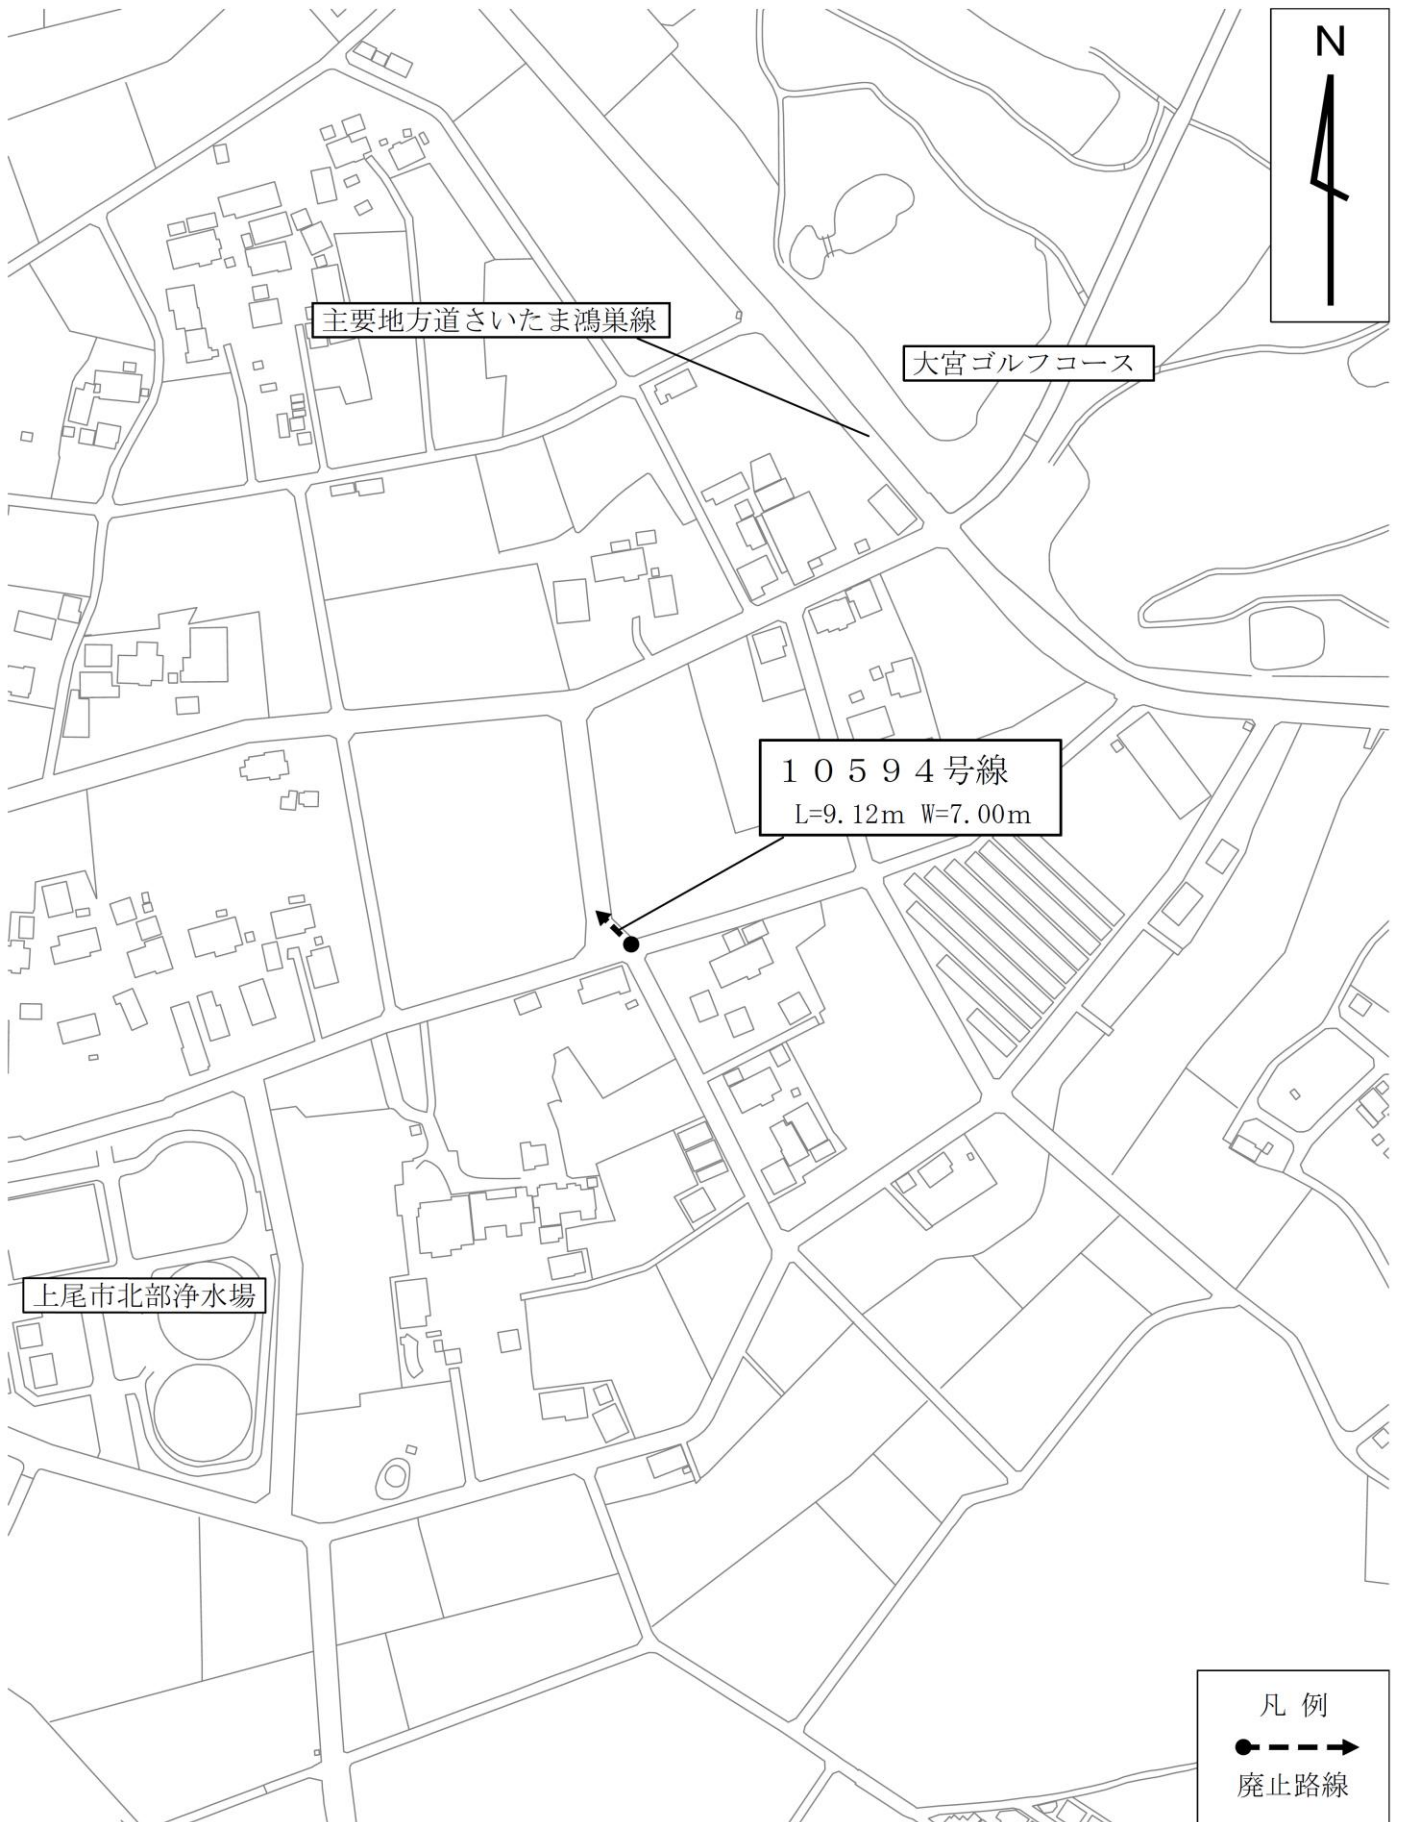 N
主要地方道さいたま鴻巣線
大宮ゴルフコース
１０５９４号線
L=9.12m W=7.00m
上尾市北部浄水場
凡 例
廃止路線